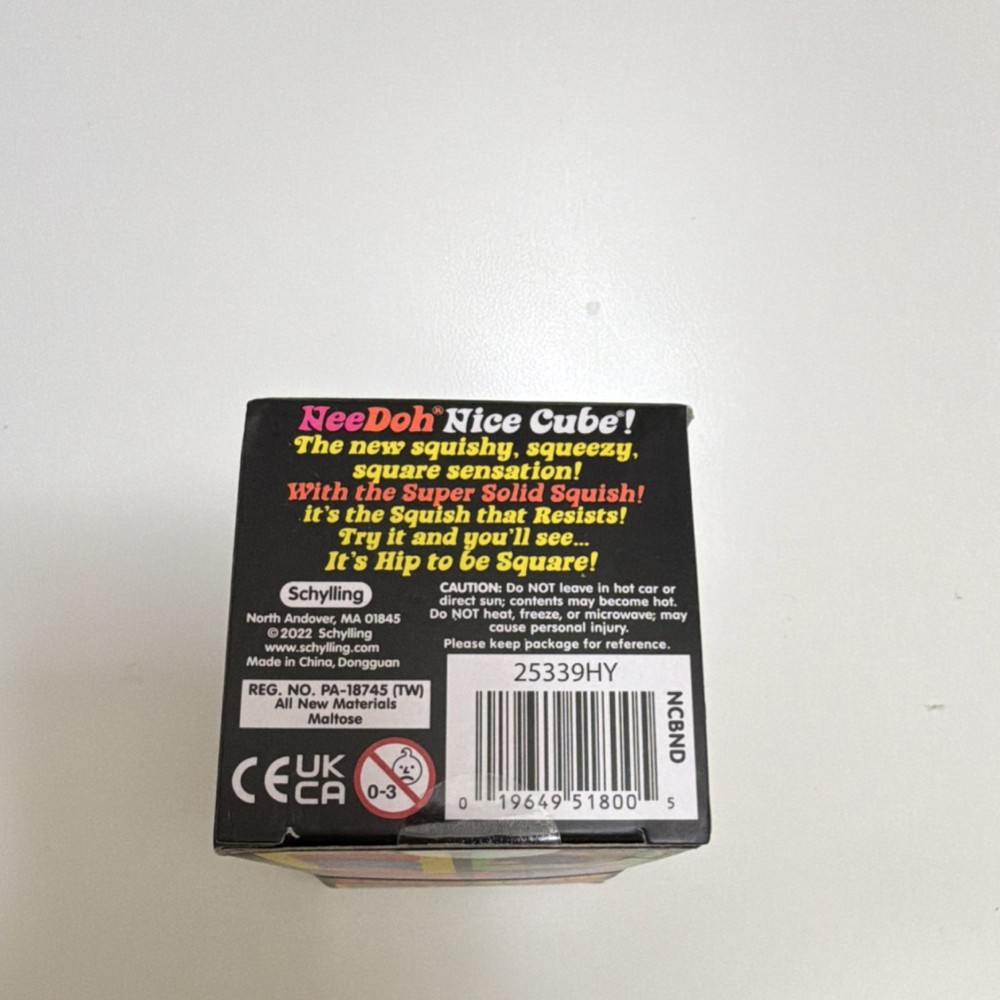 NeeDoh® Nice Cube®!
The new squishy, squeezy,
square sensation!
With the Super Solid Squish!
it's the Squish that Resists!
Try it and you'll see...
It's Hip to be Square!
Schylling
North Andover, MA 01845
© 2022 Schylling
www.schylling.com
Made in China, Dongguan
REG. NO. PA-18745 (TW)
All New Materials
Maltose
CE
UK
CA
0-3
CAUTION: Do NOT leave in hot car or
direct sun; contents may become hot.
Do NOT heat, freeze, or microwave; may
cause personal injury.
Please keep package for reference.
25339HY
NCBND
0 19649 51800 5